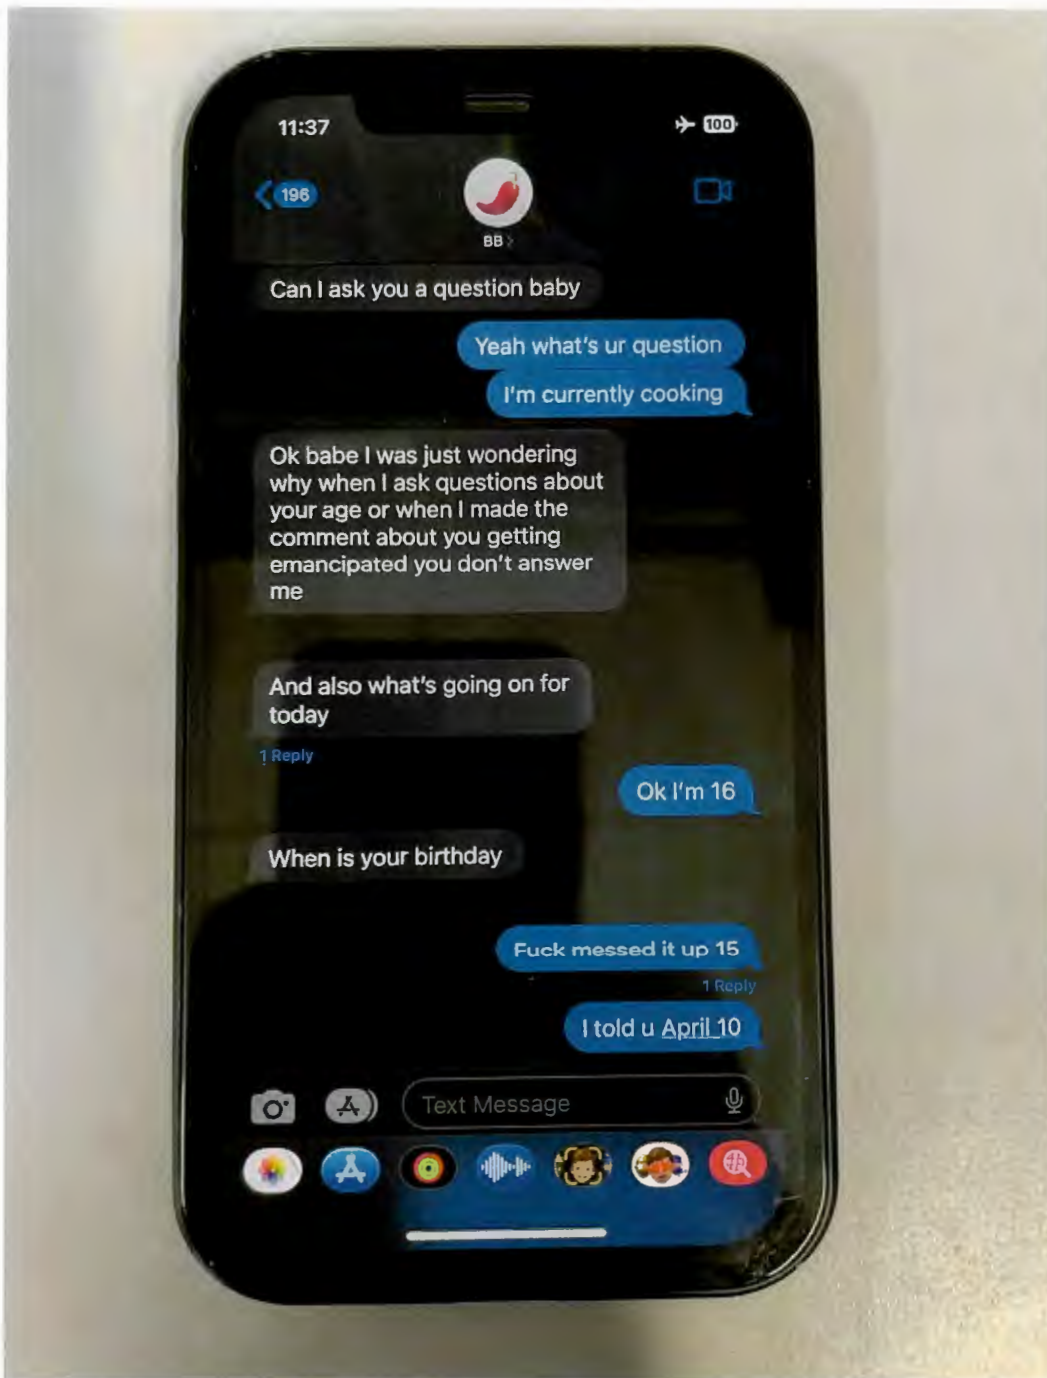 11:37
100
196
BB
Can I ask you a question baby
Yeah what's ur question
I'm currently cooking
Ok babe I was just wondering
why when I ask questions about
your age or when I made the
comment about you getting
emancipated you don't answer
me
And also what's going on for
today
1 Reply
Ok I'm 16
When is your birthday
Fuck messed it up 15
1 Reply
I told u April 10
Text Message